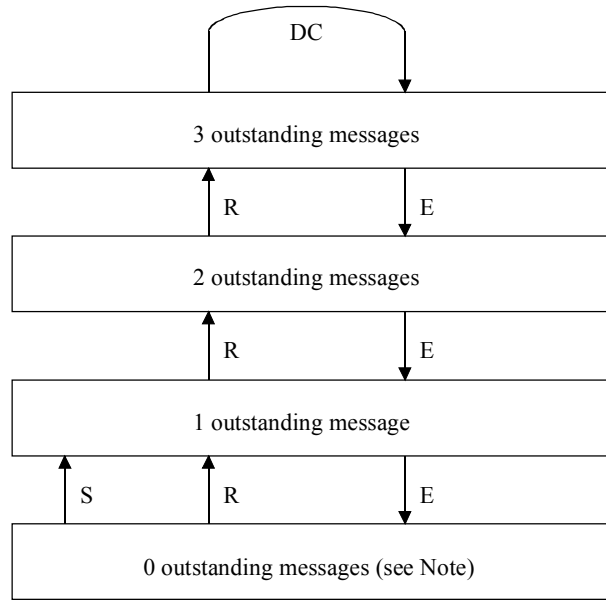 DC
3 outstanding messages
R E
2 outstanding messages
R E
1 outstanding message
S R E
0 outstanding messages (see Note)